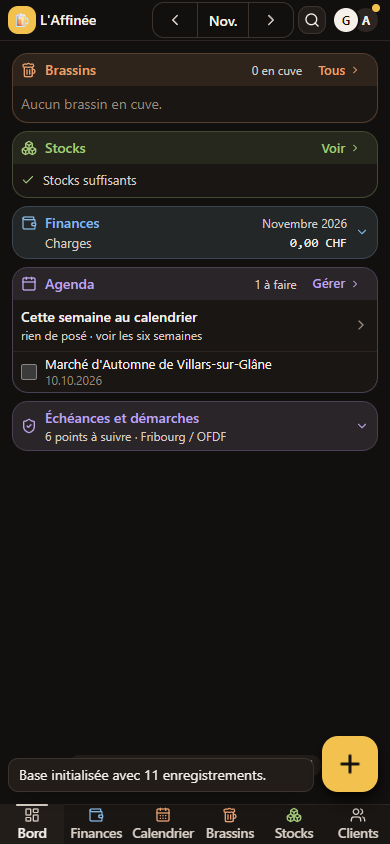 L'Affinée
Nov.
G
A
Brassins
0 en cuve
Tous
Aucun brassin en cuve.
Stocks
Voir
Stocks suffisants
Finances
Novembre 2026
Charges
0,00 CHF
Agenda
1 à faire
Gérer
Cette semaine au calendrier
rien de posé · voir les six semaines
Marché d'Automne de Villars-sur-Glâne
10.10.2026
Échéances et démarches
6 points à suivre · Fribourg / OFDF
Base initialisée avec 11 enregistrements.
Bord
Finances
Calendrier
Brassins
Stocks
Clients